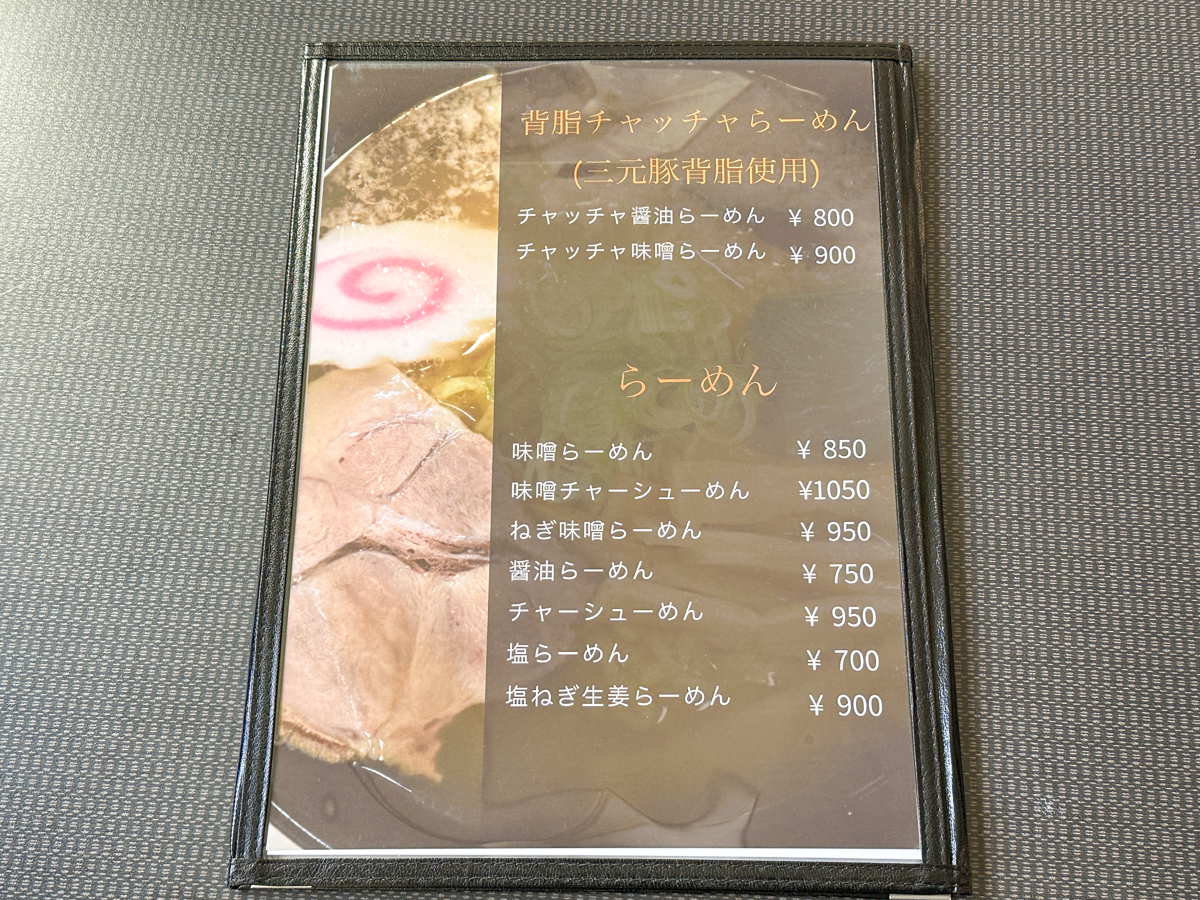 背脂チャッチャらーめん
(三元豚背脂使用)
チャッチャ醤油らーめん ¥ 800
チャッチャ味噌らーめん ¥ 900
らーめん
味噌らーめん ¥ 850
味噌チャーシューめん ¥1050
ねぎ味噌らーめん ¥ 950
醤油らーめん ¥ 750
チャーシューめん ¥ 950
塩らーめん ¥ 700
塩ねぎ生姜らーめん ¥ 900